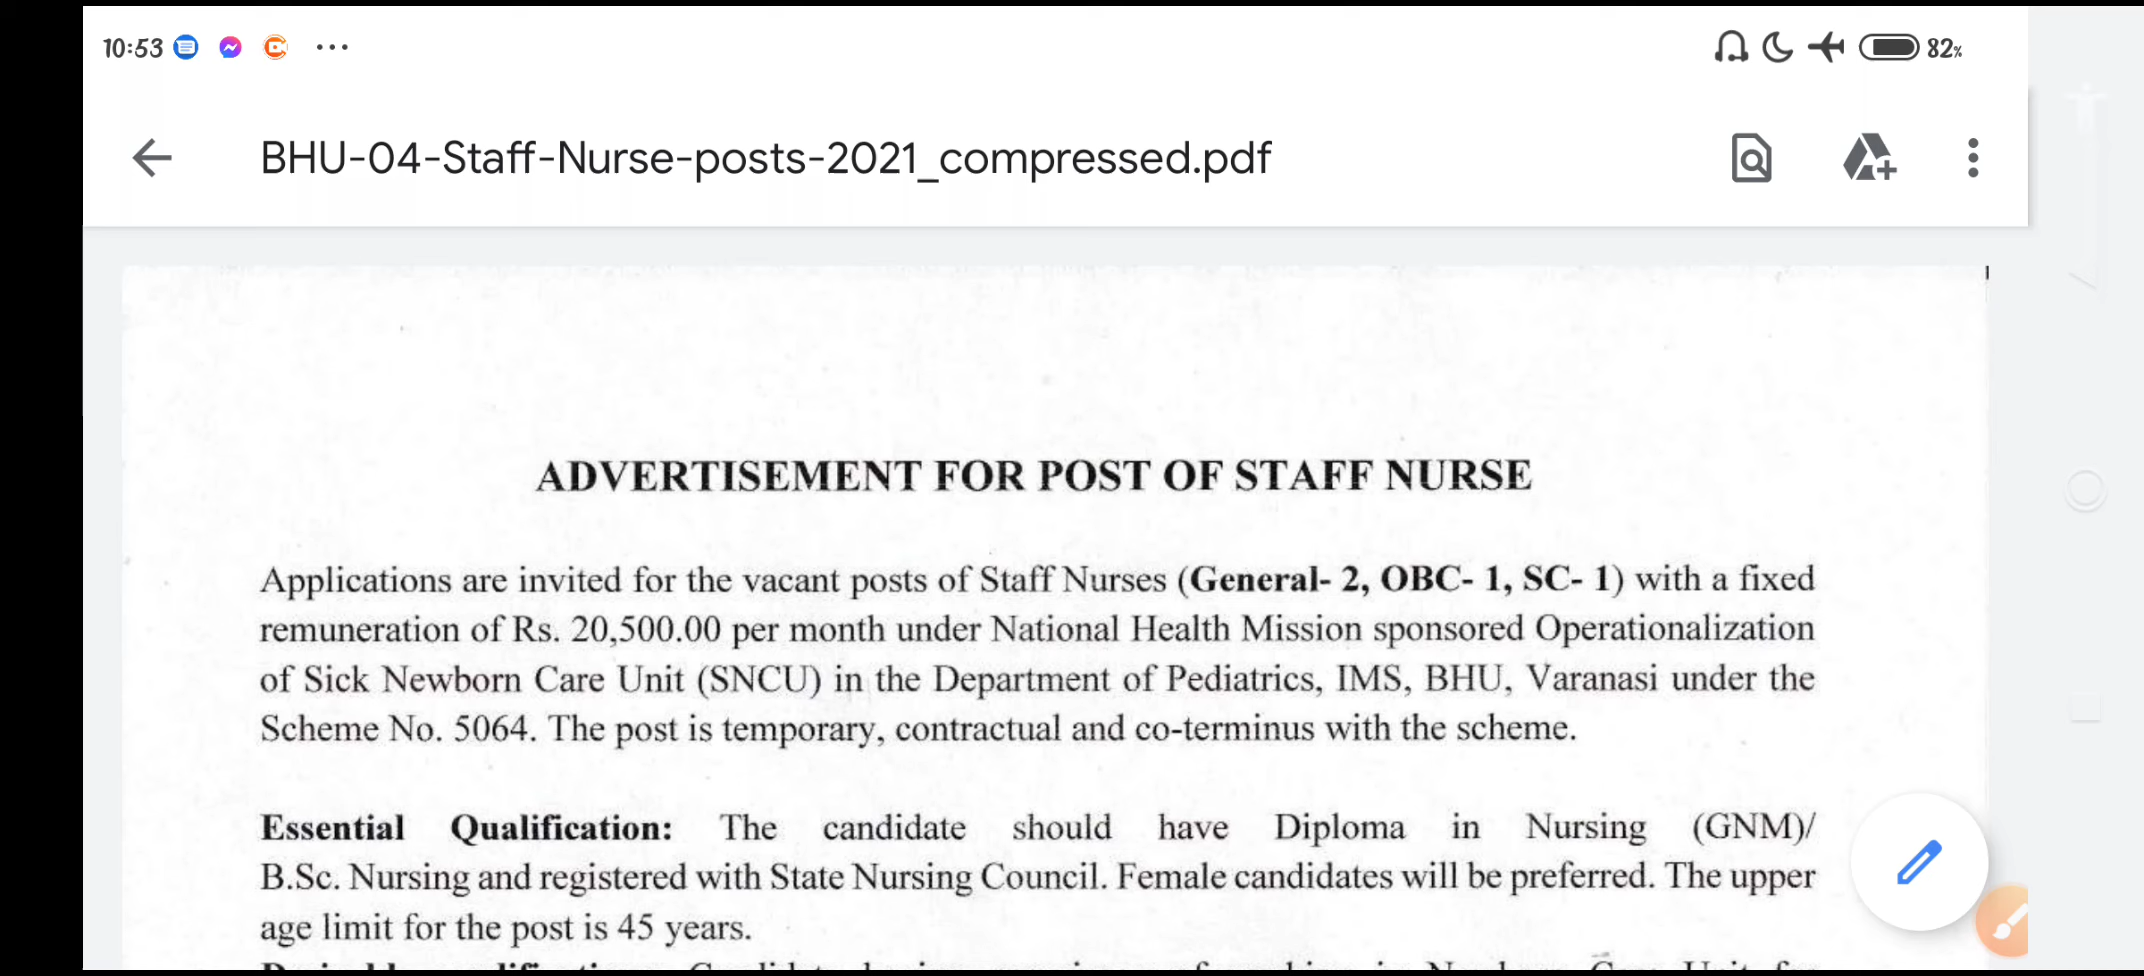 10:53
82%
BHU-04-Staff-Nurse-posts-2021_compressed.pdf
ADVERTISEMENT FOR POST OF STAFF NURSE
Applications are invited for the vacant posts of Staff Nurses (General- 2, OBC- 1, SC- 1) with a fixed
remuneration of Rs. 20,500.00 per month under National Health Mission sponsored Operationalization
of Sick Newborn Care Unit (SNCU) in the Department of Pediatrics, IMS, BHU, Varanasi under the
Scheme No. 5064. The post is temporary, contractual and co-terminus with the scheme.
Essential Qualification: The candidate should have Diploma in Nursing (GNM)/
B.Sc. Nursing and registered with State Nursing Council. Female candidates will be preferred. The upper
age limit for the post is 45 years.